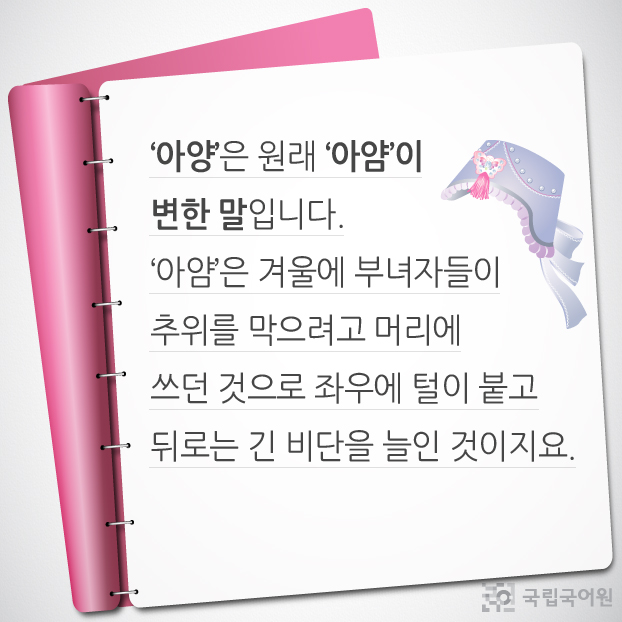 ‘아양’은 원래 ‘아얌’이
변한 말입니다.
‘아얌’은 겨울에 부녀자들이
추위를 막으려고 머리에
쓰던 것으로 좌우에 털이 붙고
뒤로는 긴 비단을 늘인 것이지요.
국립국어원